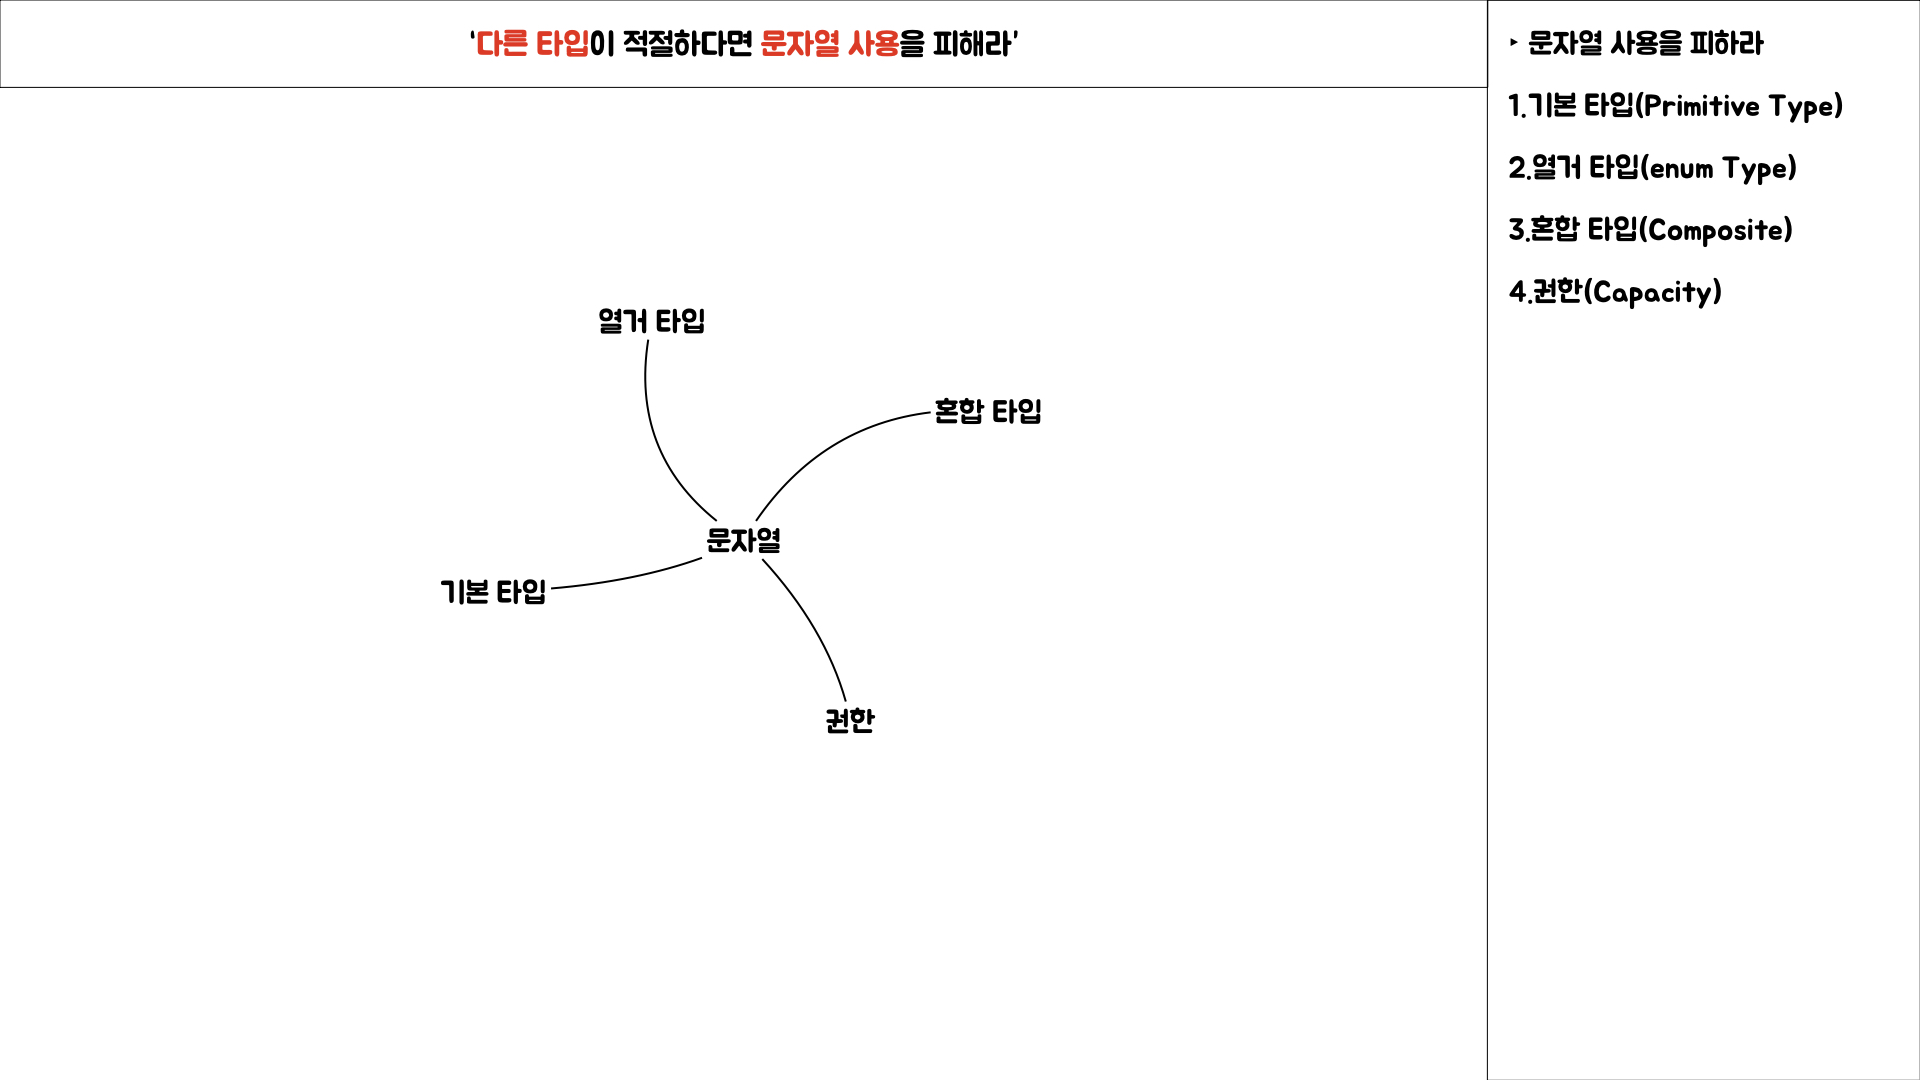 ‘다른 타입이 적절하다면 문자열 사용을 피해라’
‣ 문자열 사용을 피하라
1.기본 타입(Primitive Type)
2.열거 타입(enum Type)
3.혼합 타입(Composite)
4.권한(Capacity)
열거 타입
혼합 타입
문자열
기본 타입
권한